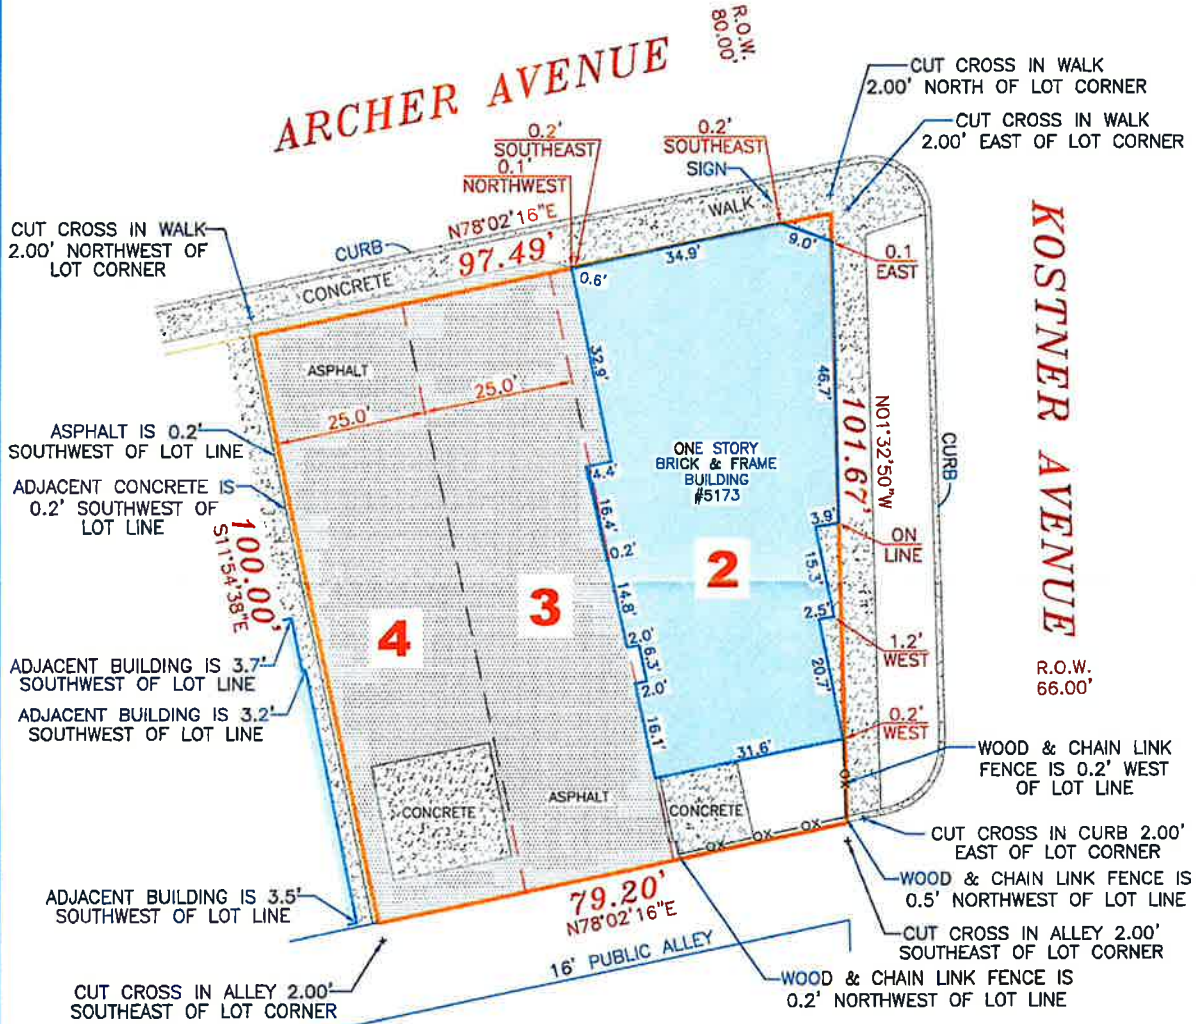 R.O.W.
80.00'
ARCHER AVENUE
CUT CROSS IN WALK
2.00' NORTH OF LOT CORNER
CUT CROSS IN WALK
2.00' EAST OF LOT CORNER
0.2'
SOUTHEAST
0.1'
NORTHWEST
0.2'
SOUTHEAST
SIGN
WALK
CUT CROSS IN WALK
2.00' NORTHWEST OF
LOT CORNER
CURB
N78°02'16"E
97.49'
CONCRETE
0.6'
34.9'
9.0'
0.1
EAST
KOSTNER AVENUE
R.O.W.
66.00'
ASPHALT
25.0'
25.0'
32.9'
46.7'
101.67'
N01°32'50"W
CURB
ASPHALT IS 0.2'
SOUTHWEST OF LOT LINE
ADJACENT CONCRETE IS
0.2' SOUTHWEST OF
LOT LINE
ONE STORY
BRICK & FRAME
BUILDING
#5173
4.4'
16.4'
0.2'
3.9'
ON
LINE
100.00'
S11°54'38"E
2
15.3'
3
14.8'
2.5'
4
2.0'
6.3'
2.0'
1.2'
WEST
20.7'
ADJACENT BUILDING IS 3.7'
SOUTHWEST OF LOT LINE
ADJACENT BUILDING IS 3.2'
SOUTHWEST OF LOT LINE
16.1'
31.6'
0.2'
WEST
WOOD & CHAIN LINK
FENCE IS 0.2' WEST
OF LOT LINE
OX
CONCRETE
ASPHALT
CONCRETE
OX
OX
OX
CUT CROSS IN CURB 2.00'
EAST OF LOT CORNER
WOOD & CHAIN LINK FENCE IS
0.5' NORTHWEST OF LOT LINE
ADJACENT BUILDING IS 3.5'
SOUTHWEST OF LOT LINE
79.20'
N78°02'16"E
CUT CROSS IN ALLEY 2.00'
SOUTHEAST OF LOT CORNER
16' PUBLIC ALLEY
WOOD & CHAIN LINK FENCE IS
0.2' NORTHWEST OF LOT LINE
CUT CROSS IN ALLEY 2.00'
SOUTHEAST OF LOT CORNER